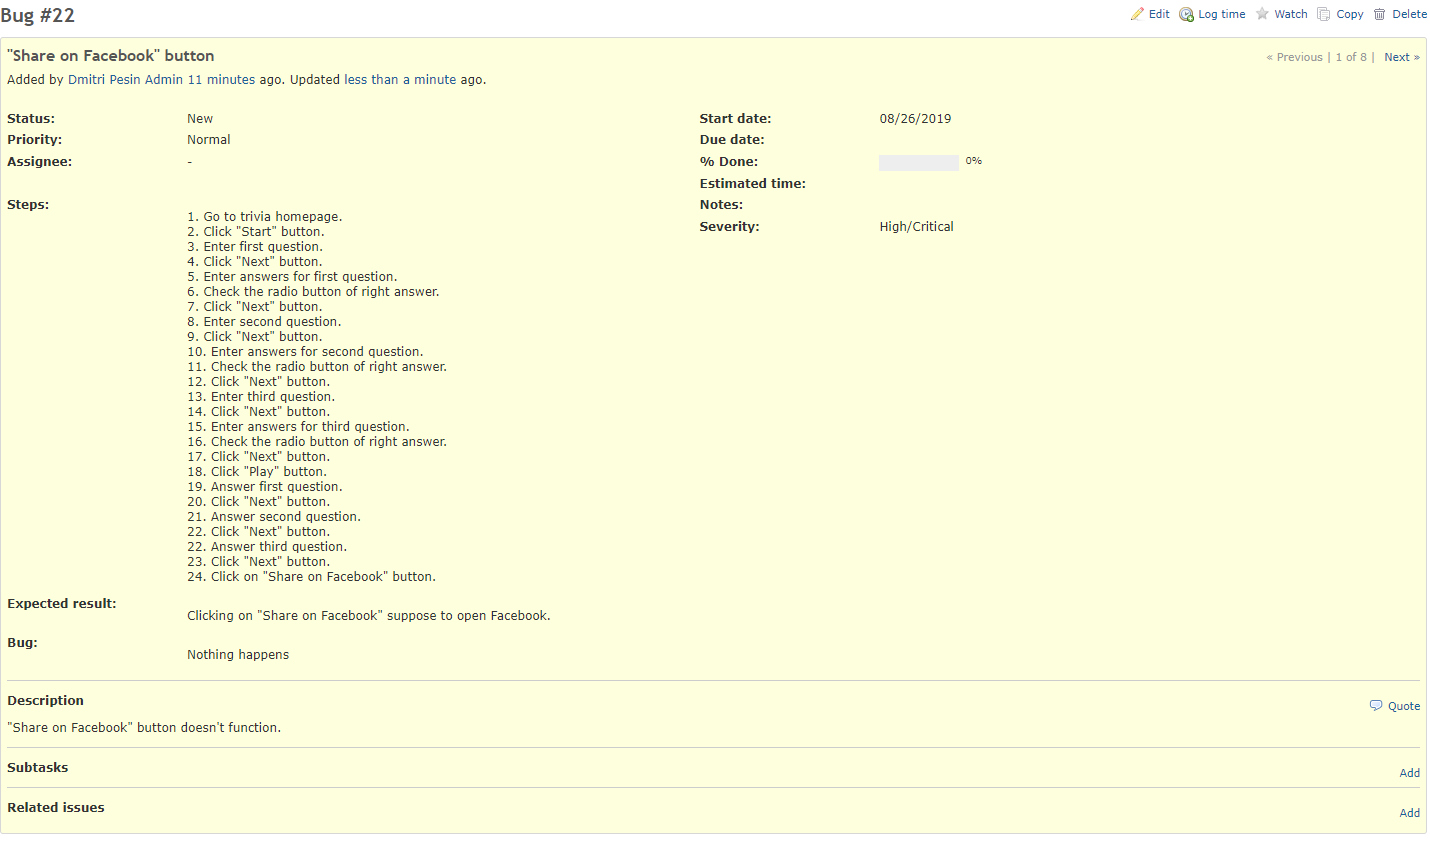 Bug #22
Edit Log time Watch Copy Delete
"Share on Facebook" button
« Previous | 1 of 8 | Next »
Added by Dmitri Pesin Admin 11 minutes ago. Updated less than a minute ago.
Status: New Start date: 08/26/2019
Priority: Normal Due date:
Assignee: - % Done: 0%
Estimated time:
Steps: Notes:
1. Go to trivia homepage.
Severity: High/Critical
2. Click "Start" button.
3. Enter first question.
4. Click "Next" button.
5. Enter answers for first question.
6. Check the radio button of right answer.
7. Click "Next" button.
8. Enter second question.
9. Click "Next" button.
10. Enter answers for second question.
11. Check the radio button of right answer.
12. Click "Next" button.
13. Enter third question.
14. Click "Next" button.
15. Enter answers for third question.
16. Check the radio button of right answer.
17. Click "Next" button.
18. Click "Play" button.
19. Answer first question.
20. Click "Next" button.
21. Answer second question.
22. Click "Next" button.
22. Answer third question.
23. Click "Next" button.
24. Click on "Share on Facebook" button.
Expected result:
Clicking on "Share on Facebook" suppose to open Facebook.
Bug:
Nothing happens
Description
Quote
"Share on Facebook" button doesn't function.
Subtasks
Add
Related issues
Add